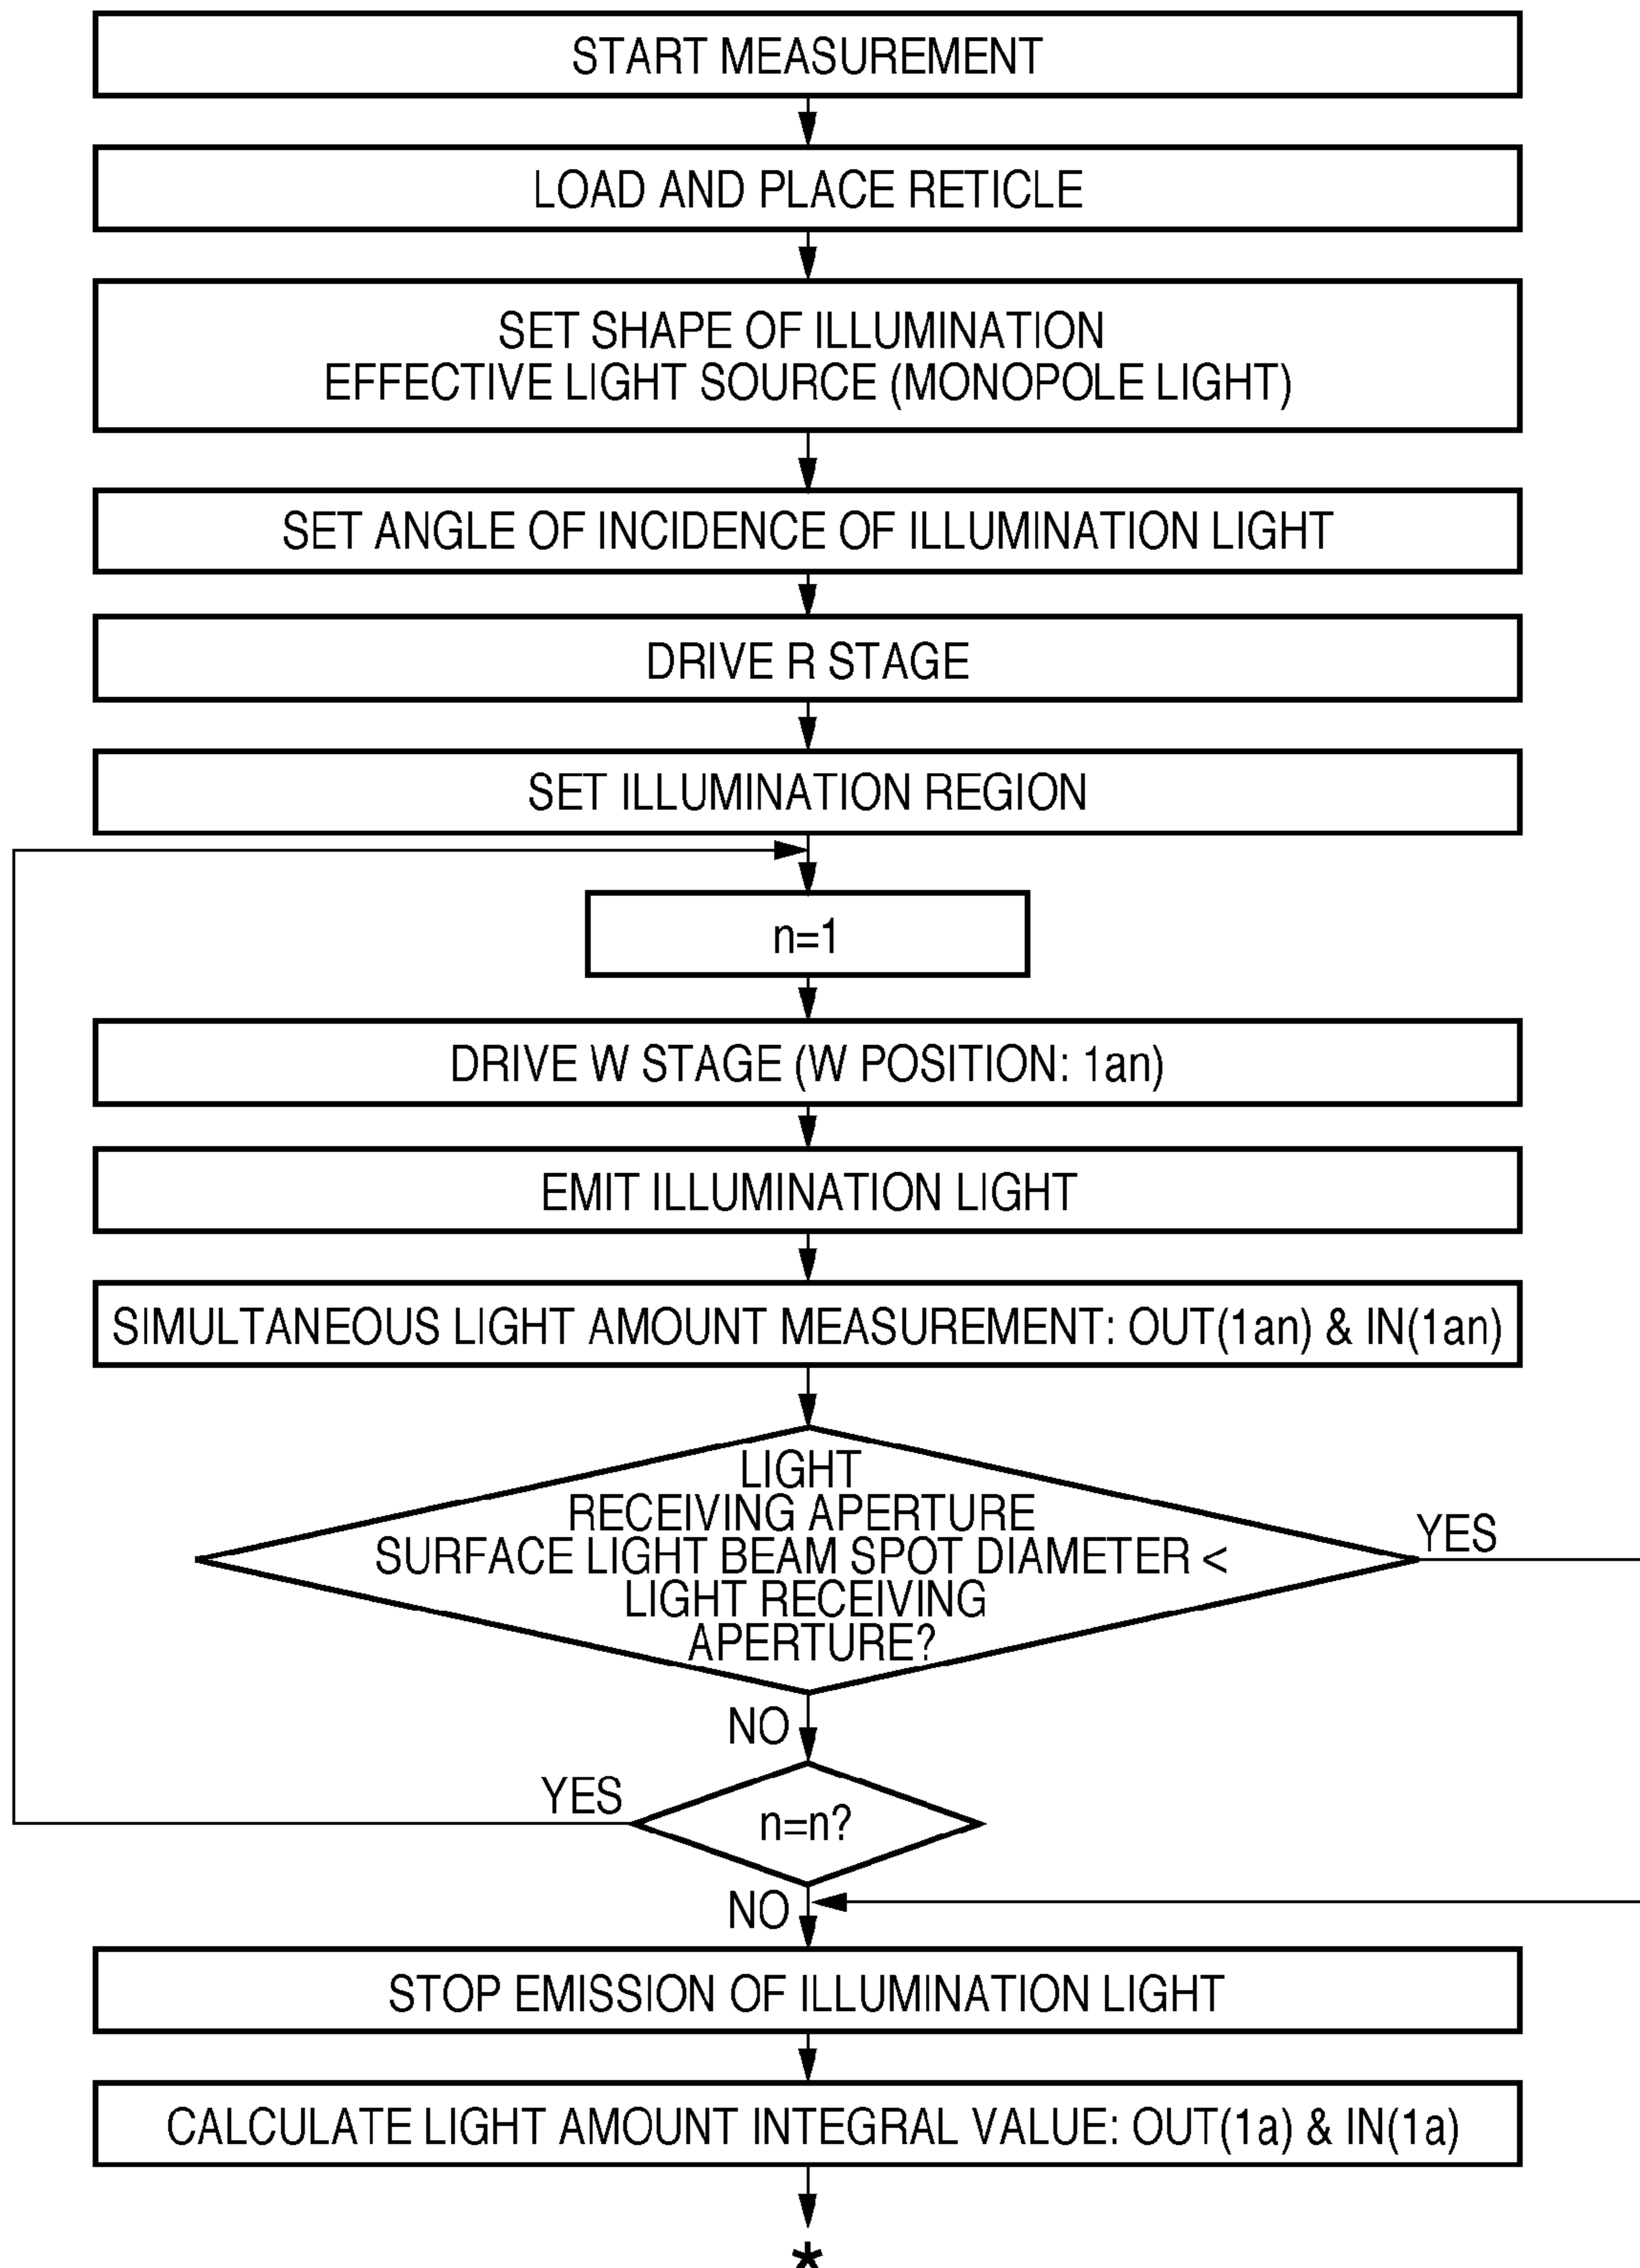 START MEASUREMENT
LOAD AND PLACE RETICLE
SET SHAPE OF ILLUMINATION
EFFECTIVE LIGHT SOURCE (MONOPOLE LIGHT)
SET ANGLE OF INCIDENCE OF ILLUMINATION LIGHT
DRIVE R STAGE
SET ILLUMINATION REGION
n=1
DRIVE W STAGE (W POSITION: 1an)
EMIT ILLUMINATION LIGHT
SIMULTANEOUS LIGHT AMOUNT MEASUREMENT: OUT(1an) & IN(1an)
LIGHT
RECEIVING APERTURE
SURFACE LIGHT BEAM SPOT DIAMETER <
LIGHT RECEIVING
APERTURE?
YES
NO
YES
n=n?
NO
STOP EMISSION OF ILLUMINATION LIGHT
CALCULATE LIGHT AMOUNT INTEGRAL VALUE: OUT(1a) & IN(1a)
*